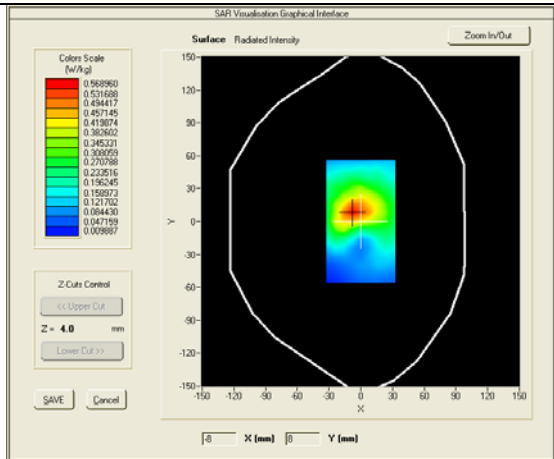 SAR Visualisation Graphical Interface
Surface Radiated Intensity
Zoom In/Out
Colors Scale
(W/kg)
0.568960
0.531688
0.494417
0.457145
0.419874
0.382602
0.345331
0.308059
0.270788
0.233516
0.196245
0.158973
0.121702
0.084430
0.047159
0.009887
150
120
90
60
30
0
-30
-60
-90
-120
-150
Y
-150 -120 -90 -60 -30 0 30 60 90 120 150
X
Z-Cuts Control
<< Upper Cut
Z = 4.0 mm
Lower Cut >>
SAVE Cancel
-8 X (mm) 8 Y (mm)